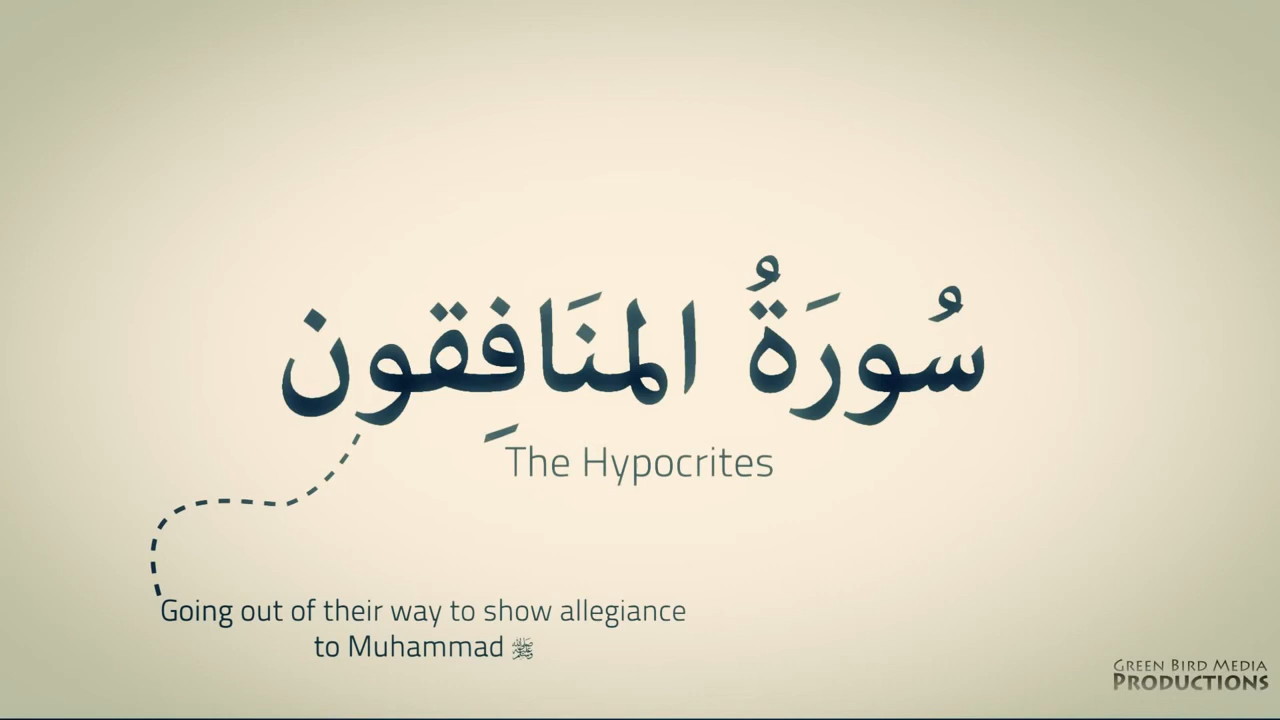 سُورَةُ المنَافِقون
The Hypocrites
Going out of their way to show allegiance
to Muhammad ﷺ
GREEN BIRD MEDIA
PRODUCTIONS